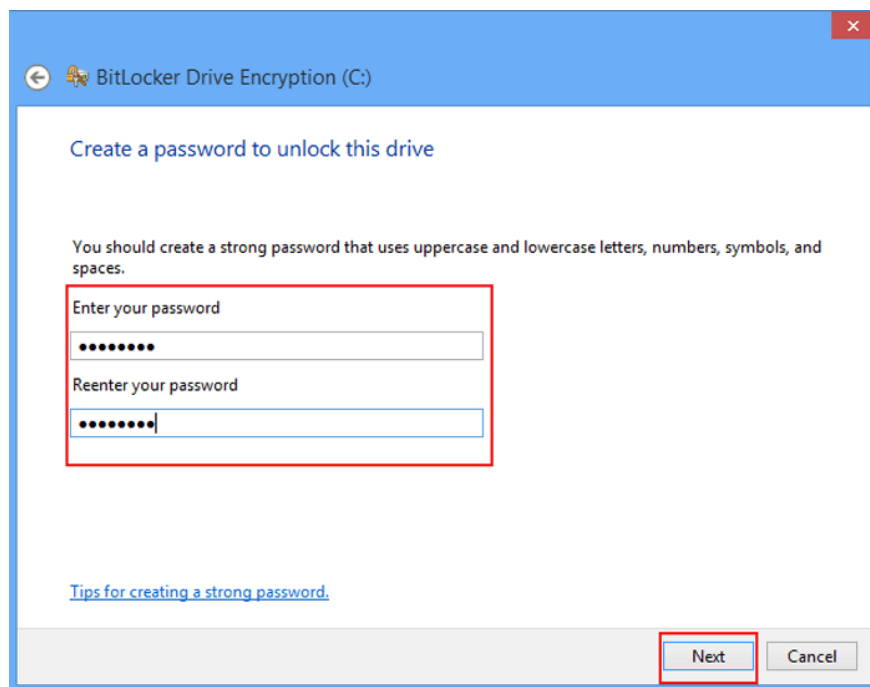 BitLocker Drive Encryption (C:)
Create a password to unlock this drive
You should create a strong password that uses uppercase and lowercase letters, numbers, symbols, and
spaces.
Enter your password
••••••••
Reenter your password
••••••••
Tips for creating a strong password.
Next Cancel